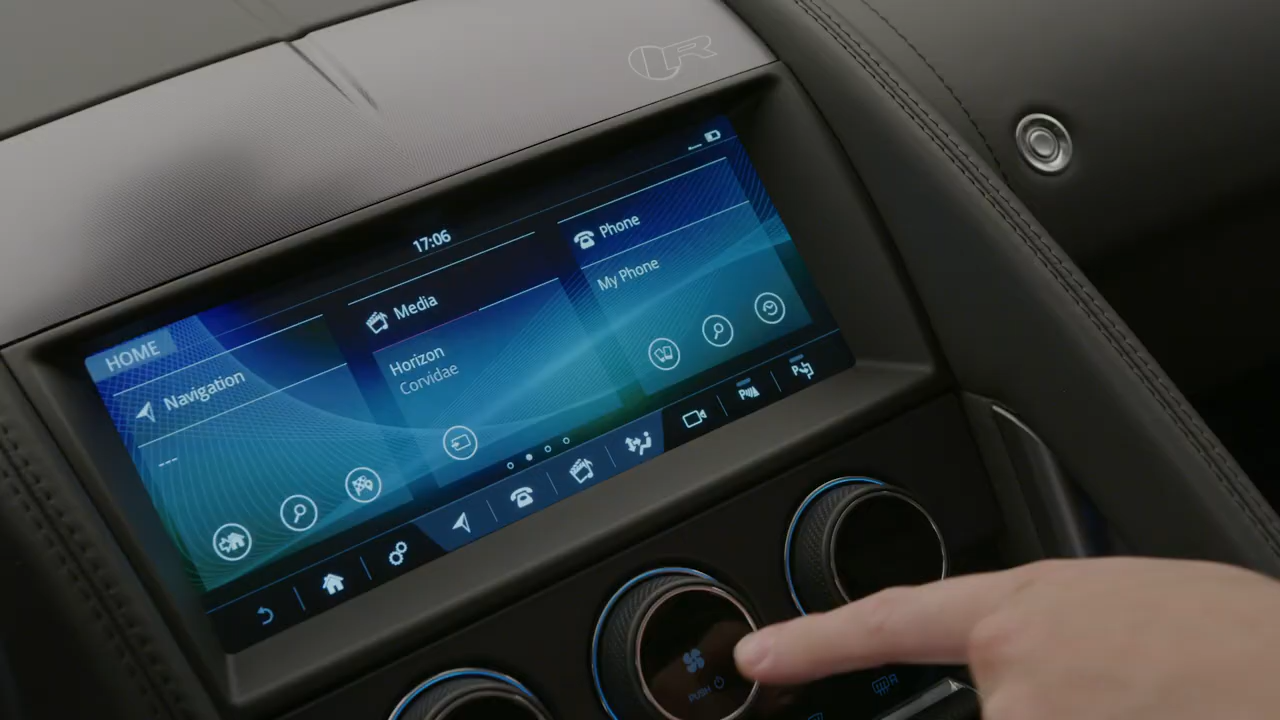 R
17:06
HOME
Navigation
---
Media
Horizon
Corvidae
Phone
My Phone
PUSH
R